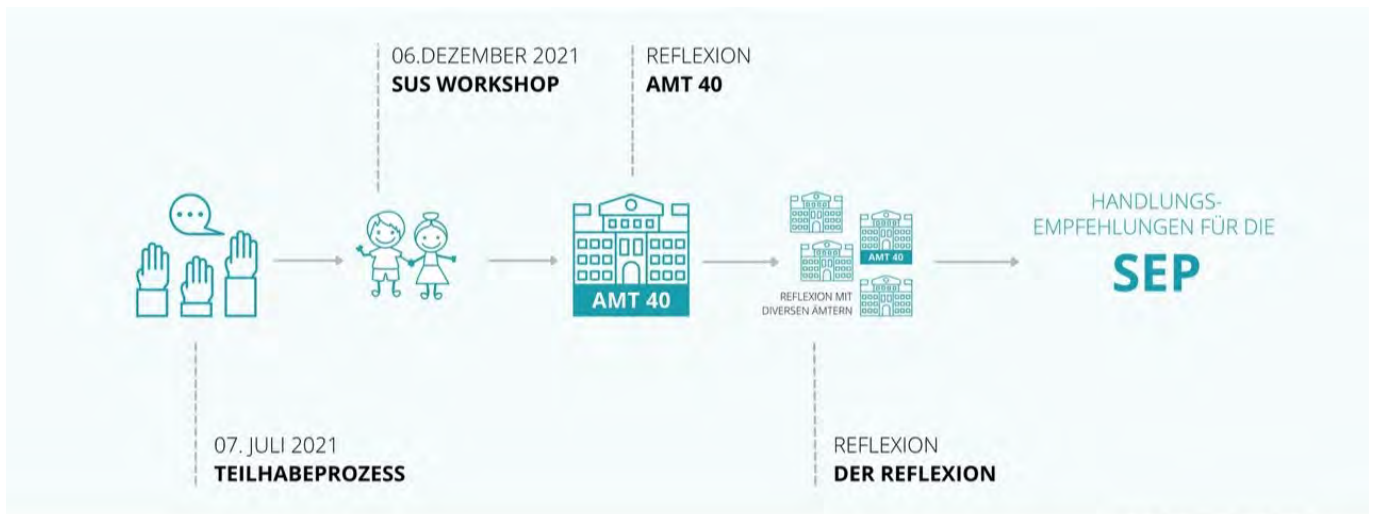 06.DEZEMBER 2021
SUS WORKSHOP
REFLEXION
AMT 40
HANDLUNGS-
EMPFEHLUNGEN FÜR DIE
SEP
AMT 40
AMT 40
REFLEXION MIT
DIVERSEN ÄMTERN
07. JULI 2021
TEILHABEPROZESS
REFLEXION
DER REFLEXION